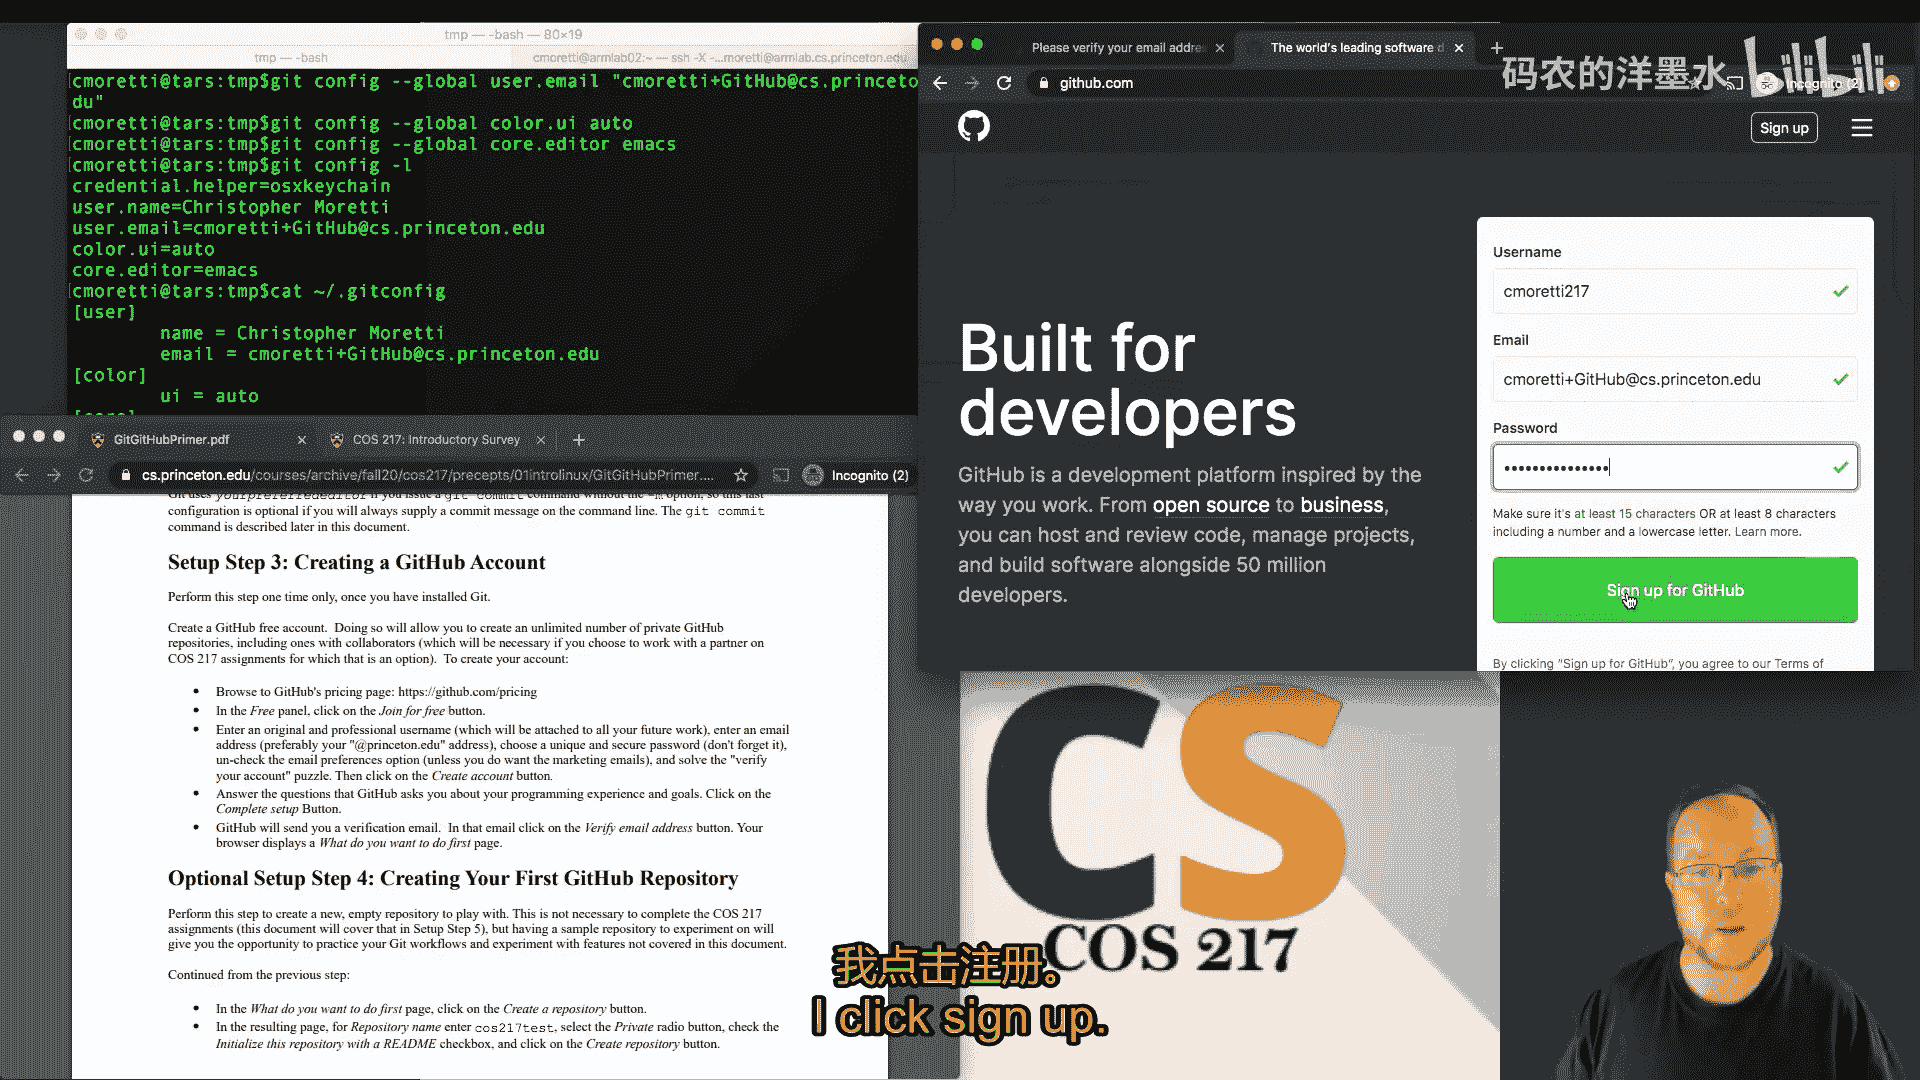 tmp — -bash — 80×19
tmp — -bash
cmoretti@armlab02:~ — ssh -X -...moretti@armlab.cs.princeton.edu
cmoretti@tars:tmp$git config --global user.email "cmoretti+GitHub@cs.princeto
du"
cmoretti@tars:tmp$git config --global color.ui auto
cmoretti@tars:tmp$git config --global core.editor emacs
cmoretti@tars:tmp$git config -l
credential.helper=osxkeychain
user.name=Christopher Moretti
user.email=cmoretti+GitHub@cs.princeton.edu
color.ui=auto
core.editor=emacs
cmoretti@tars:tmp$cat ~/.gitconfig
[user]
name = Christopher Moretti
email = cmoretti+GitHub@cs.princeton.edu
[color]
ui = auto
GitGitHubPrimer.pdf
COS 217: Introductory Survey
cs.princeton.edu/courses/archive/fall20/cos217/precepts/01introlinux/GitGitHubPrimer....
Incognito (2)
Git uses yourpreferrededitor if you issue a git commit command without the -m option, so this last
configuration is optional if you will always supply a commit message on the command line. The git commit
command is described later in this document.
Setup Step 3: Creating a GitHub Account
Perform this step one time only, once you have installed Git.
Create a GitHub free account. Doing so will allow you to create an unlimited number of private GitHub
repositories, including ones with collaborators (which will be necessary if you choose to work with a partner on
COS 217 assignments for which that is an option). To create your account:
• Browse to GitHub's pricing page: https://github.com/pricing
• In the Free panel, click on the Join for free button.
• Enter an original and professional username (which will be attached to all your future work), enter an email
address (preferably your "@princeton.edu" address), choose a unique and secure password (don't forget it),
un-check the email preferences option (unless you do want the marketing emails), and solve the "verify
your account" puzzle. Then click on the Create account button.
• Answer the questions that GitHub asks you about your programming experience and goals. Click on the
Complete setup Button.
• GitHub will send you a verification email. In that email click on the Verify email address button. Your
browser displays a What do you want to do first page.
Optional Setup Step 4: Creating Your First GitHub Repository
Perform this step to create a new, empty repository to play with. This is not necessary to complete the COS 217
assignments (this document will cover that in Setup Step 5), but having a sample repository to experiment on will
give you the opportunity to practice your Git workflows and experiment with features not covered in this document.
Continued from the previous step:
• In the What do you want to do first page, click on the Create a repository button.
• In the resulting page, for Repository name enter cos217test, select the Private radio button, check the
Initialize this repository with a README checkbox, and click on the Create repository button.
Please verify your email addre
The world's leading software d
github.com
Incognito (2)
码农的洋墨水
bilibili
Sign up
Built for
developers
GitHub is a development platform inspired by the
way you work. From open source to business,
you can host and review code, manage projects,
and build software alongside 50 million
developers.
Username
cmoretti217
Email
cmoretti+GitHub@cs.princeton.edu
Password
•••••••••••••••
Make sure it's at least 15 characters OR at least 8 characters
including a number and a lowercase letter. Learn more.
Sign up for GitHub
By clicking "Sign up for GitHub", you agree to our Terms of
CS
COS 217
我点击注册。
I click sign up.